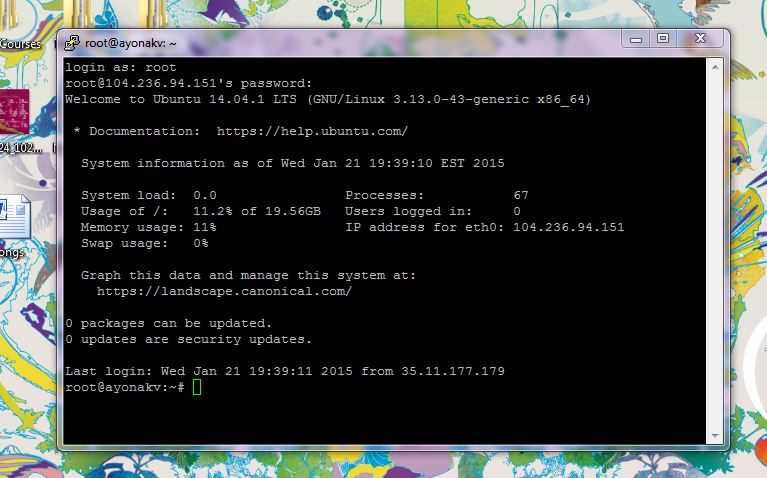 Courses
root@ayonakv: ~
login as: root
root@104.236.94.151's password:
Welcome to Ubuntu 14.04.1 LTS (GNU/Linux 3.13.0-43-generic x86_64)
* Documentation:  https://help.ubuntu.com/
System information as of Wed Jan 21 19:39:10 EST 2015
System load:  0.0                Processes:           67
Usage of /:   11.2% of 19.56GB   Users logged in:     0
Memory usage: 11%                IP address for eth0: 104.236.94.151
Swap usage:   0%
Graph this data and manage this system at:
https://landscape.canonical.com/
0 packages can be updated.
0 updates are security updates.
Last login: Wed Jan 21 19:39:11 2015 from 35.11.177.179
root@ayonakv:~#
24_102...
ongs